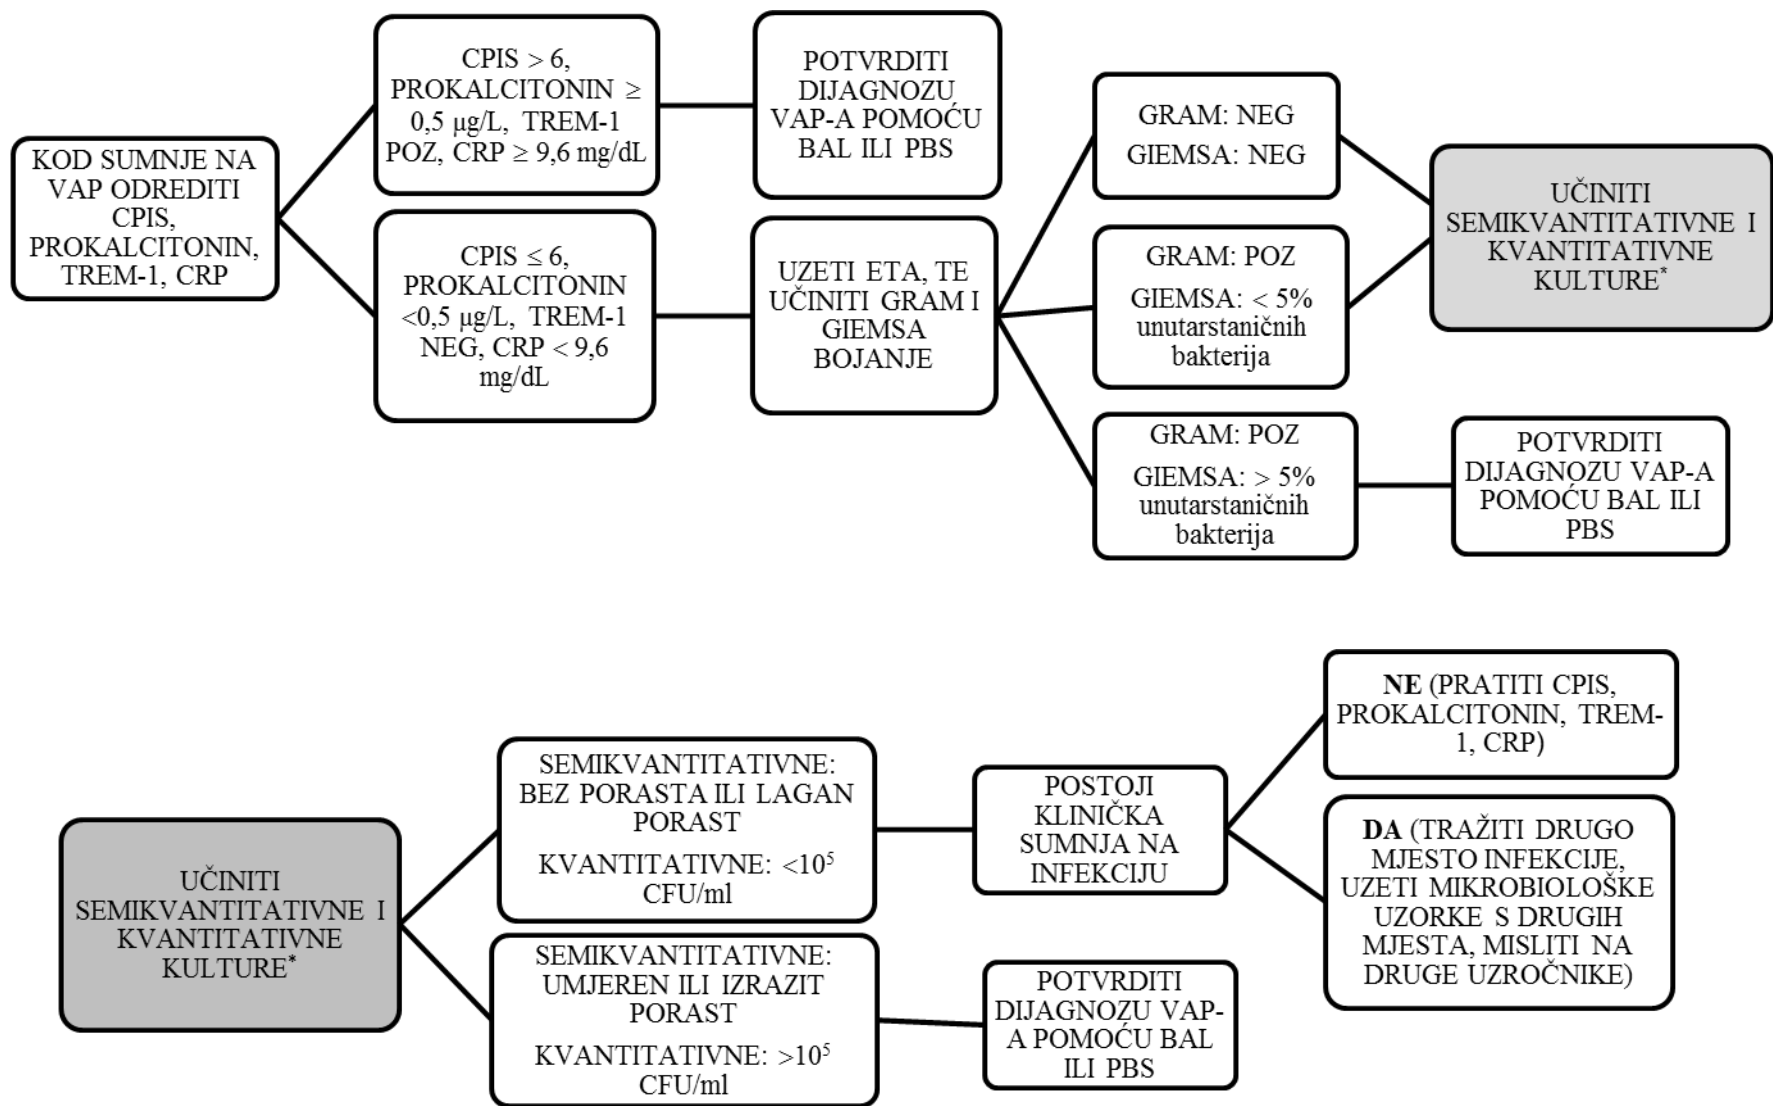 KOD SUMNJE NA
VAP ODREDITI
CPIS,
PROKALCITONIN,
TREM-1, CRP
CPIS > 6,
PROKALCITONIN ≥
0,5 μg/L, TREM-1
POZ, CRP ≥ 9,6 mg/dL
POTVRDITI
DIJAGNOZU
VAP-A POMOĆU
BAL ILI PBS
CPIS ≤ 6,
PROKALCITONIN
<0,5 μg/L, TREM-1
NEG, CRP < 9,6
mg/dL
UZETI ETA, TE
UČINITI GRAM I
GIEMSA
BOJANJE
GRAM: NEG
GIEMSA: NEG
GRAM: POZ
GIEMSA: < 5%
unutarstaničnih
bakterija
UČINITI
SEMIKVANTITATIVNE I
KVANTITATIVNE
KULTURE*
GRAM: POZ
GIEMSA: > 5%
unutarstaničnih
bakterija
POTVRDITI
DIJAGNOZU VAP-A
POMOĆU BAL ILI
PBS
UČINITI
SEMIKVANTITATIVNE I
KVANTITATIVNE
KULTURE*
SEMIKVANTITATIVNE:
BEZ PORASTA ILI LAGAN
PORAST
KVANTITATIVNE: <10⁵
CFU/ml
POSTOJI
KLINIČKA
SUMNJA NA
INFEKCIJU
NE (PRATITI CPIS,
PROKALCITONIN, TREM-
1, CRP)
DA (TRAŽITI DRUGO
MJESTO INFEKCIJE,
UZETI MIKROBIOLOŠKE
UZORKE S DRUGIH
MJESTA, MISLITI NA
DRUGE UZROČNIKE)
SEMIKVANTITATIVNE:
UMJEREN ILI IZRAZIT
PORAST
KVANTITATIVNE: >10⁵
CFU/ml
POTVRDITI
DIJAGNOZU VAP-
A POMOĆU BAL
ILI PBS